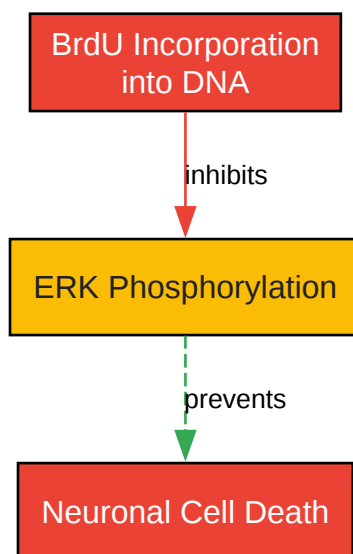 BrdU Incorporation
into DNA
inhibits
ERK Phosphorylation
prevents
Neuronal Cell Death